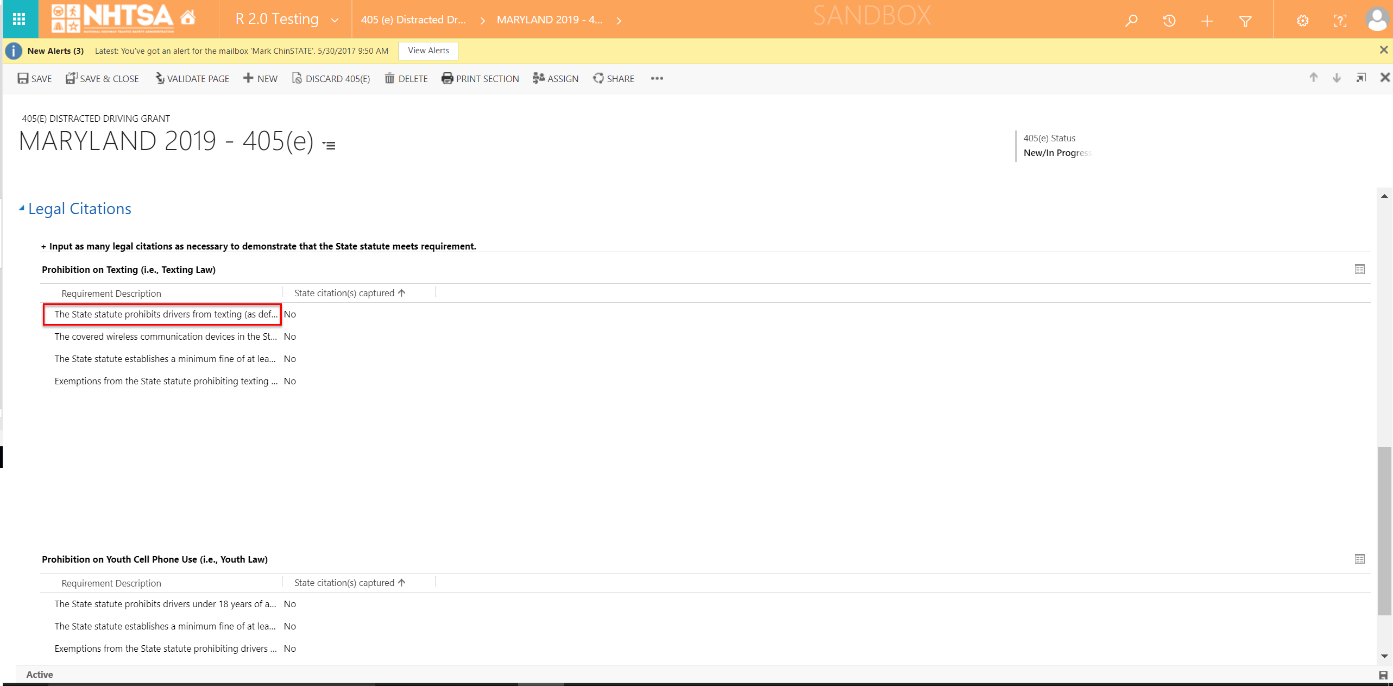 NHTSA R 2.0 Testing 405 (e) Distracted Dr... MARYLAND 2019 - 4... SANDBOX
New Alerts (3) Latest: You've got an alert for the mailbox 'Mark ChinSTATE'. 5/30/2017 9:50 AM View Alerts
SAVE SAVE & CLOSE VALIDATE PAGE NEW DISCARD 405(E) DELETE PRINT SECTION ASSIGN SHARE
405(E) DISTRACTED DRIVING GRANT
MARYLAND 2019 - 405(e)
405(e) Status
New/In Progress
Legal Citations
+ Input as many legal citations as necessary to demonstrate that the State statute meets requirement.
Prohibition on Texting (i.e., Texting Law)
Requirement Description State citation(s) captured
The State statute prohibits drivers from texting (as def... No
The covered wireless communication devices in the St... No
The State statute establishes a minimum fine of at lea... No
Exemptions from the State statute prohibiting texting ... No
Prohibition on Youth Cell Phone Use (i.e., Youth Law)
Requirement Description State citation(s) captured
The State statute prohibits drivers under 18 years of a... No
The State statute establishes a minimum fine of at lea... No
Exemptions from the State statute prohibiting drivers ... No
Active